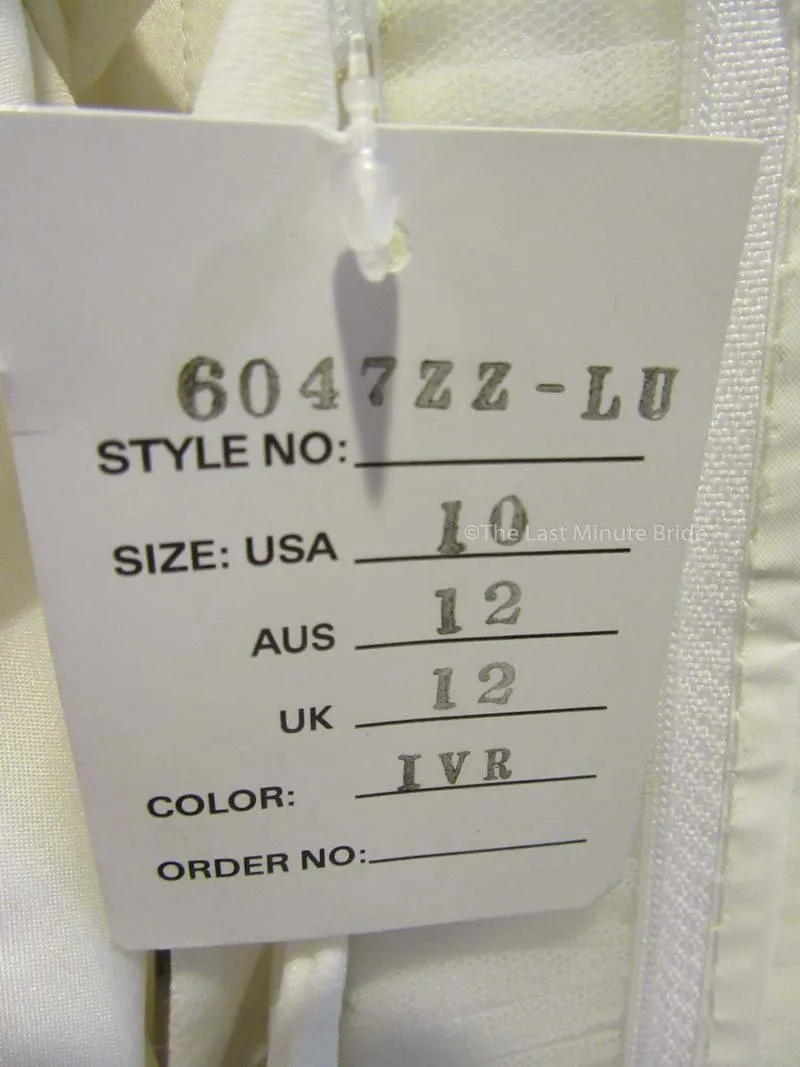 6047ZZ-LU
STYLE NO:
SIZE: USA 10
©The Last Minute Bride
AUS 12
UK 12
COLOR: IVR
ORDER NO: